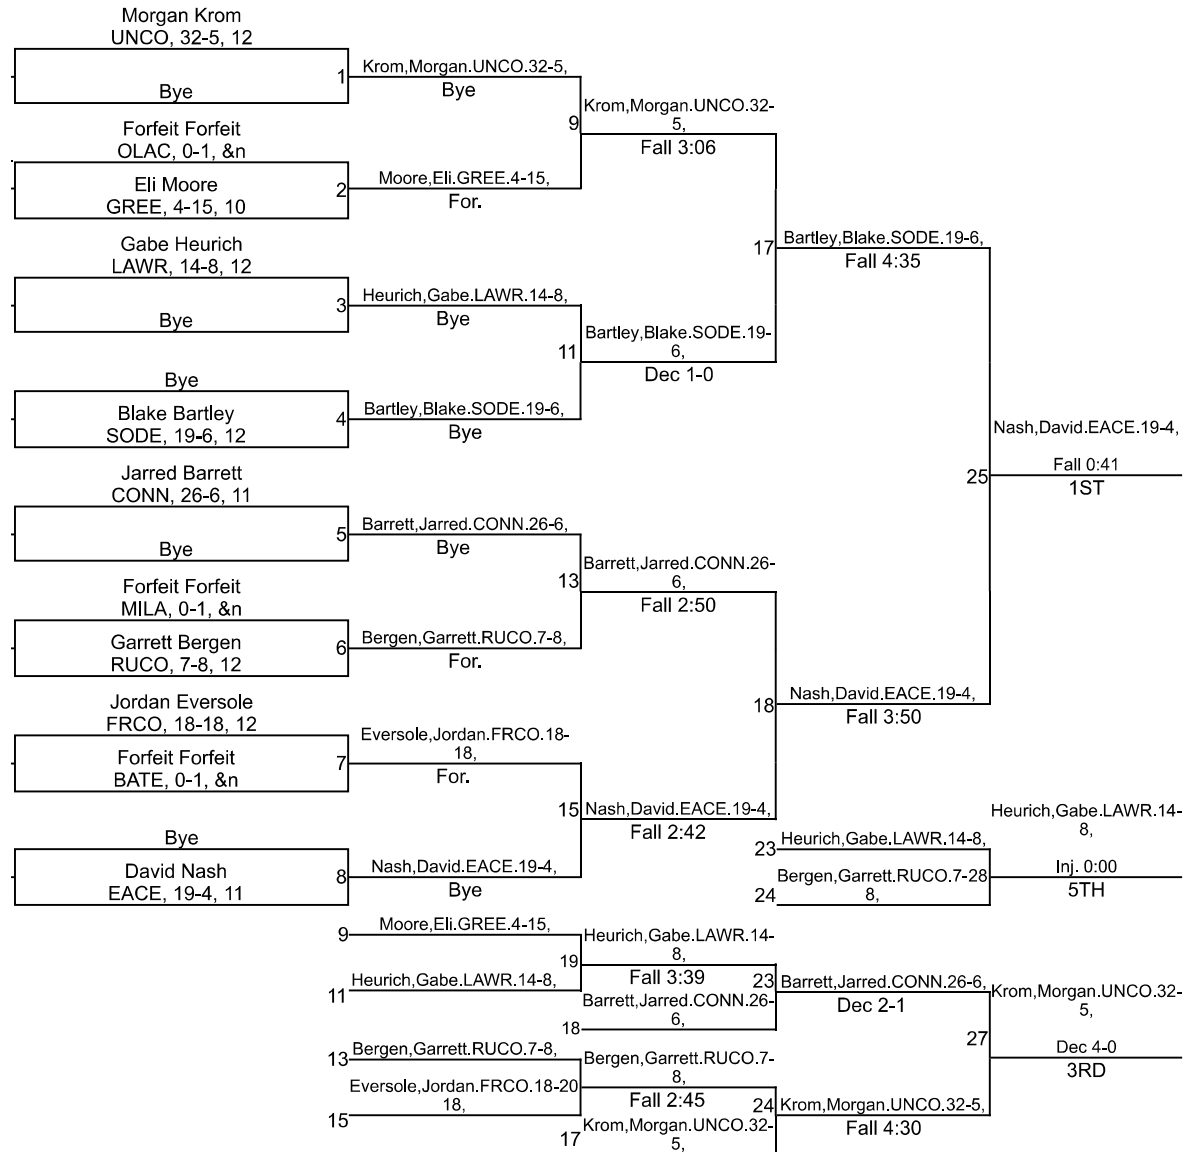 Morgan Krom
UNCO, 32-5, 12
Bye
1
Krom,Morgan.UNCO.32-5,
Bye
Forfeit Forfeit
OLAC, 0-1, &n
Eli Moore
GREE, 4-15, 10
2
Moore,Eli.GREE.4-15,
For.
9
Krom,Morgan.UNCO.32-
5,
Fall 3:06
Gabe Heurich
LAWR, 14-8, 12
Bye
3
Heurich,Gabe.LAWR.14-8,
Bye
Bye
Blake Bartley
SODE, 19-6, 12
4
Bartley,Blake.SODE.19-6,
Bye
11
Bartley,Blake.SODE.19-
6,
Dec 1-0
17
Bartley,Blake.SODE.19-6,
Fall 4:35
Jarred Barrett
CONN, 26-6, 11
Bye
5
Barrett,Jarred.CONN.26-6,
Bye
Forfeit Forfeit
MILA, 0-1, &n
Garrett Bergen
RUCO, 7-8, 12
6
Bergen,Garrett.RUCO.7-8,
For.
13
Barrett,Jarred.CONN.26-
6,
Fall 2:50
Jordan Eversole
FRCO, 18-18, 12
Forfeit Forfeit
BATE, 0-1, &n
7
Eversole,Jordan.FRCO.18-
18,
For.
Bye
David Nash
EACE, 19-4, 11
8
Nash,David.EACE.19-4,
Bye
15
Nash,David.EACE.19-4,
Fall 2:42
18
Nash,David.EACE.19-4,
Fall 3:50
25
Nash,David.EACE.19-4,
Fall 0:41
1ST
23
Heurich,Gabe.LAWR.14-8,
24
Bergen,Garrett.RUCO.7-28
8,
Heurich,Gabe.LAWR.14-
8,
Inj. 0:00
5TH
9
Moore,Eli.GREE.4-15,
11
Heurich,Gabe.LAWR.14-8,
19
Heurich,Gabe.LAWR.14-
8,
Fall 3:39
18
Barrett,Jarred.CONN.26-
6,
23
Barrett,Jarred.CONN.26-6,
Dec 2-1
13
Bergen,Garrett.RUCO.7-8,
15
Eversole,Jordan.FRCO.18-20
18,
Bergen,Garrett.RUCO.7-
8,
Fall 2:45
17
Krom,Morgan.UNCO.32-
5,
24
Krom,Morgan.UNCO.32-5,
Fall 4:30
27
Krom,Morgan.UNCO.32-
5,
Dec 4-0
3RD